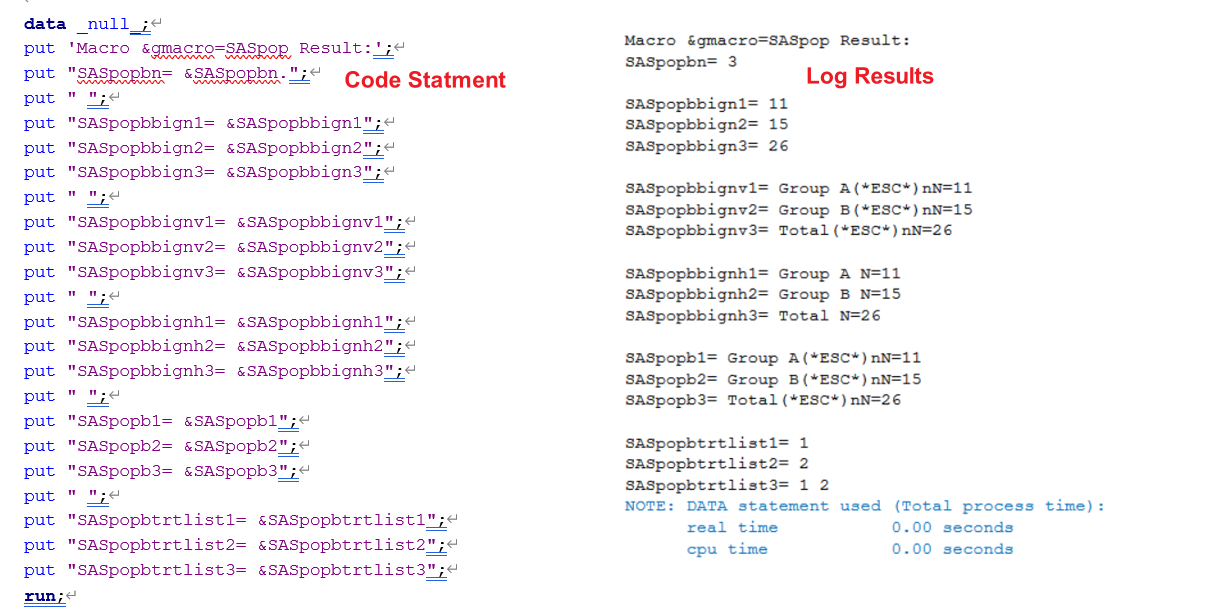 data _null_;
put 'Macro &gmacro=SASpop Result:';
put "SASpopbn= &SASpopbn.";
put " ";
put "SASpopbbign1= &SASpopbbign1";
put "SASpopbbign2= &SASpopbbign2";
put "SASpopbbign3= &SASpopbbign3";
put " ";
put "SASpopbbignv1= &SASpopbbignv1";
put "SASpopbbignv2= &SASpopbbignv2";
put "SASpopbbignv3= &SASpopbbignv3";
put " ";
put "SASpopbbignh1= &SASpopbbignh1";
put "SASpopbbignh2= &SASpopbbignh2";
put "SASpopbbignh3= &SASpopbbignh3";
put " ";
put "SASpopb1= &SASpopb1";
put "SASpopb2= &SASpopb2";
put "SASpopb3= &SASpopb3";
put " ";
put "SASpopbtrtlist1= &SASpopbtrtlist1";
put "SASpopbtrtlist2= &SASpopbtrtlist2";
put "SASpopbtrtlist3= &SASpopbtrtlist3";
run;
Code Statment
Macro &gmacro=SASpop Result:
SASpopbn= 3
SASpopbbign1= 11
SASpopbbign2= 15
SASpopbbign3= 26
SASpopbbignv1= Group A(*ESC*)nN=11
SASpopbbignv2= Group B(*ESC*)nN=15
SASpopbbignv3= Total(*ESC*)nN=26
SASpopbbignh1= Group A N=11
SASpopbbignh2= Group B N=15
SASpopbbignh3= Total N=26
SASpopb1= Group A(*ESC*)nN=11
SASpopb2= Group B(*ESC*)nN=15
SASpopb3= Total(*ESC*)nN=26
SASpopbtrtlist1= 1
SASpopbtrtlist2= 2
SASpopbtrtlist3= 1 2
NOTE: DATA statement used (Total process time):
real time 0.00 seconds
cpu time 0.00 seconds
Log Results